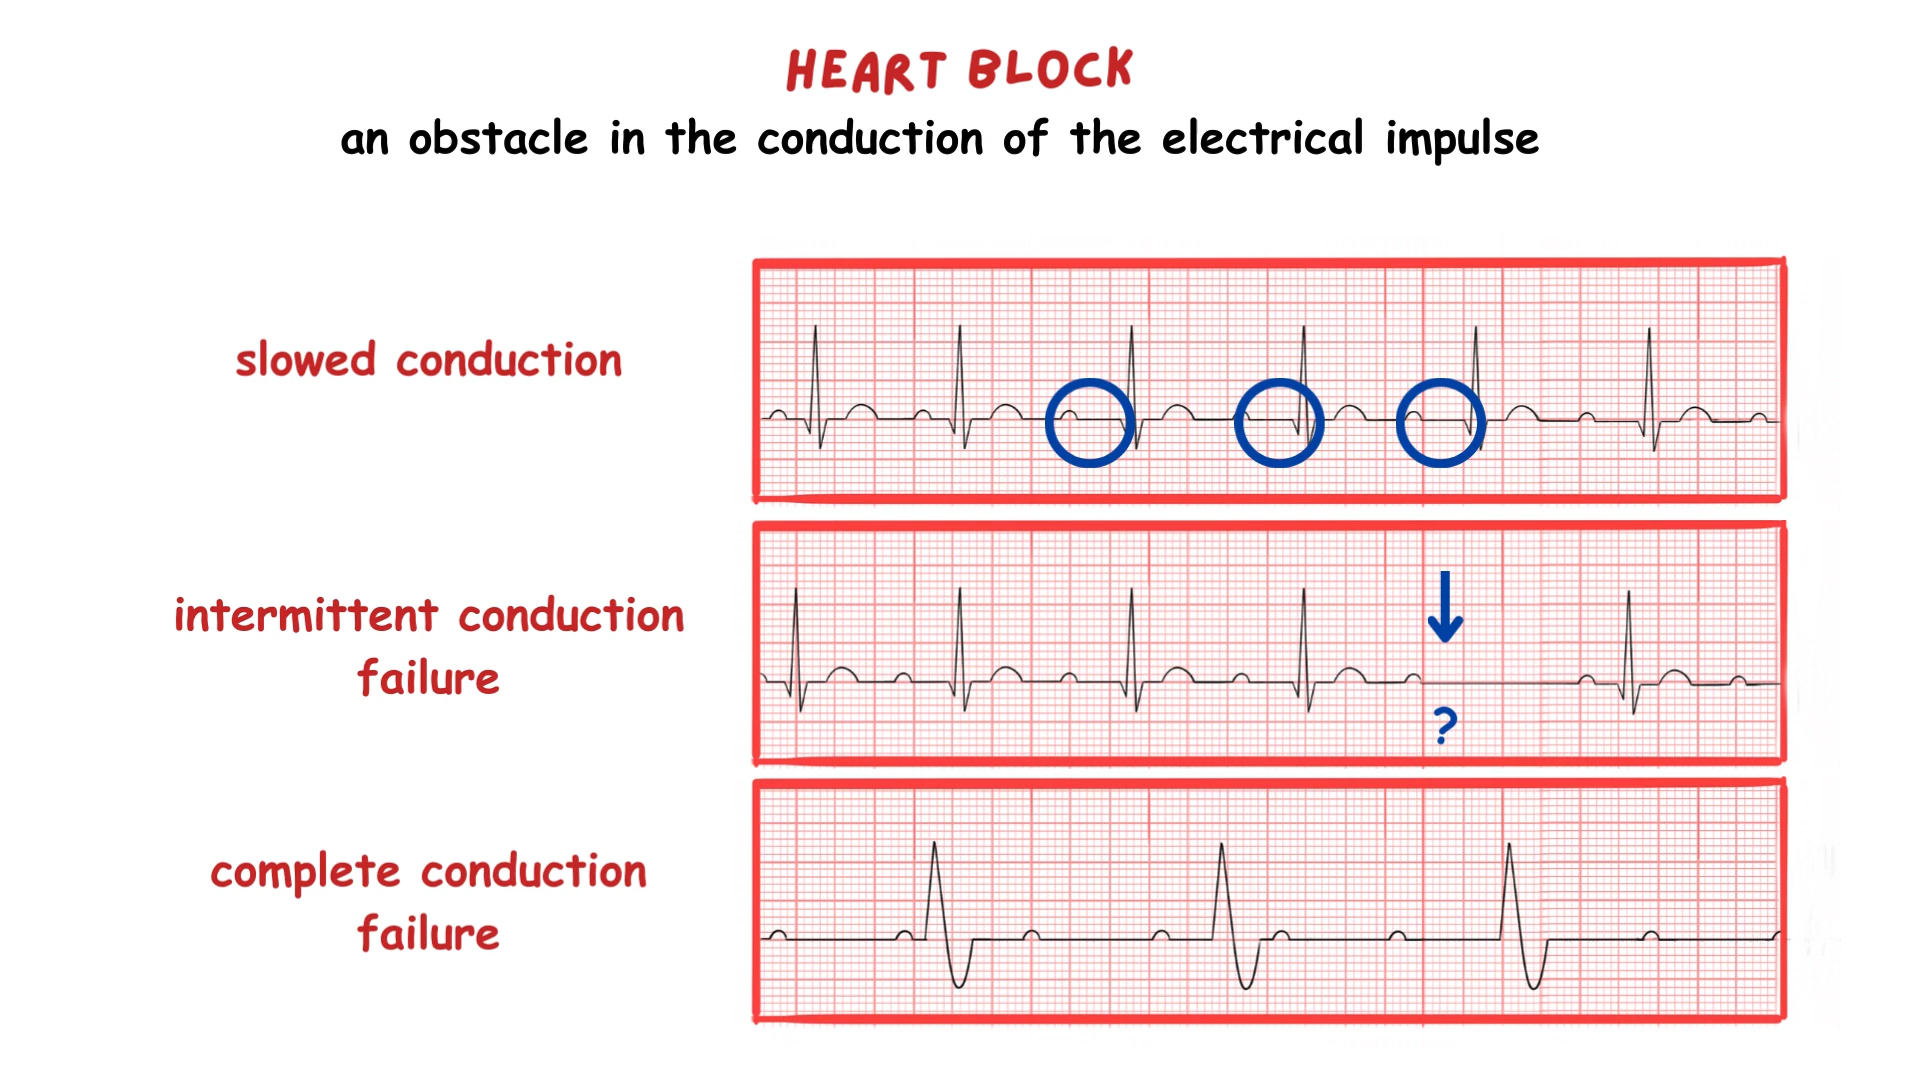 HEART BLOCK
an obstacle in the conduction of the electrical impulse
slowed conduction
intermittent conduction
failure
?
complete conduction
failure